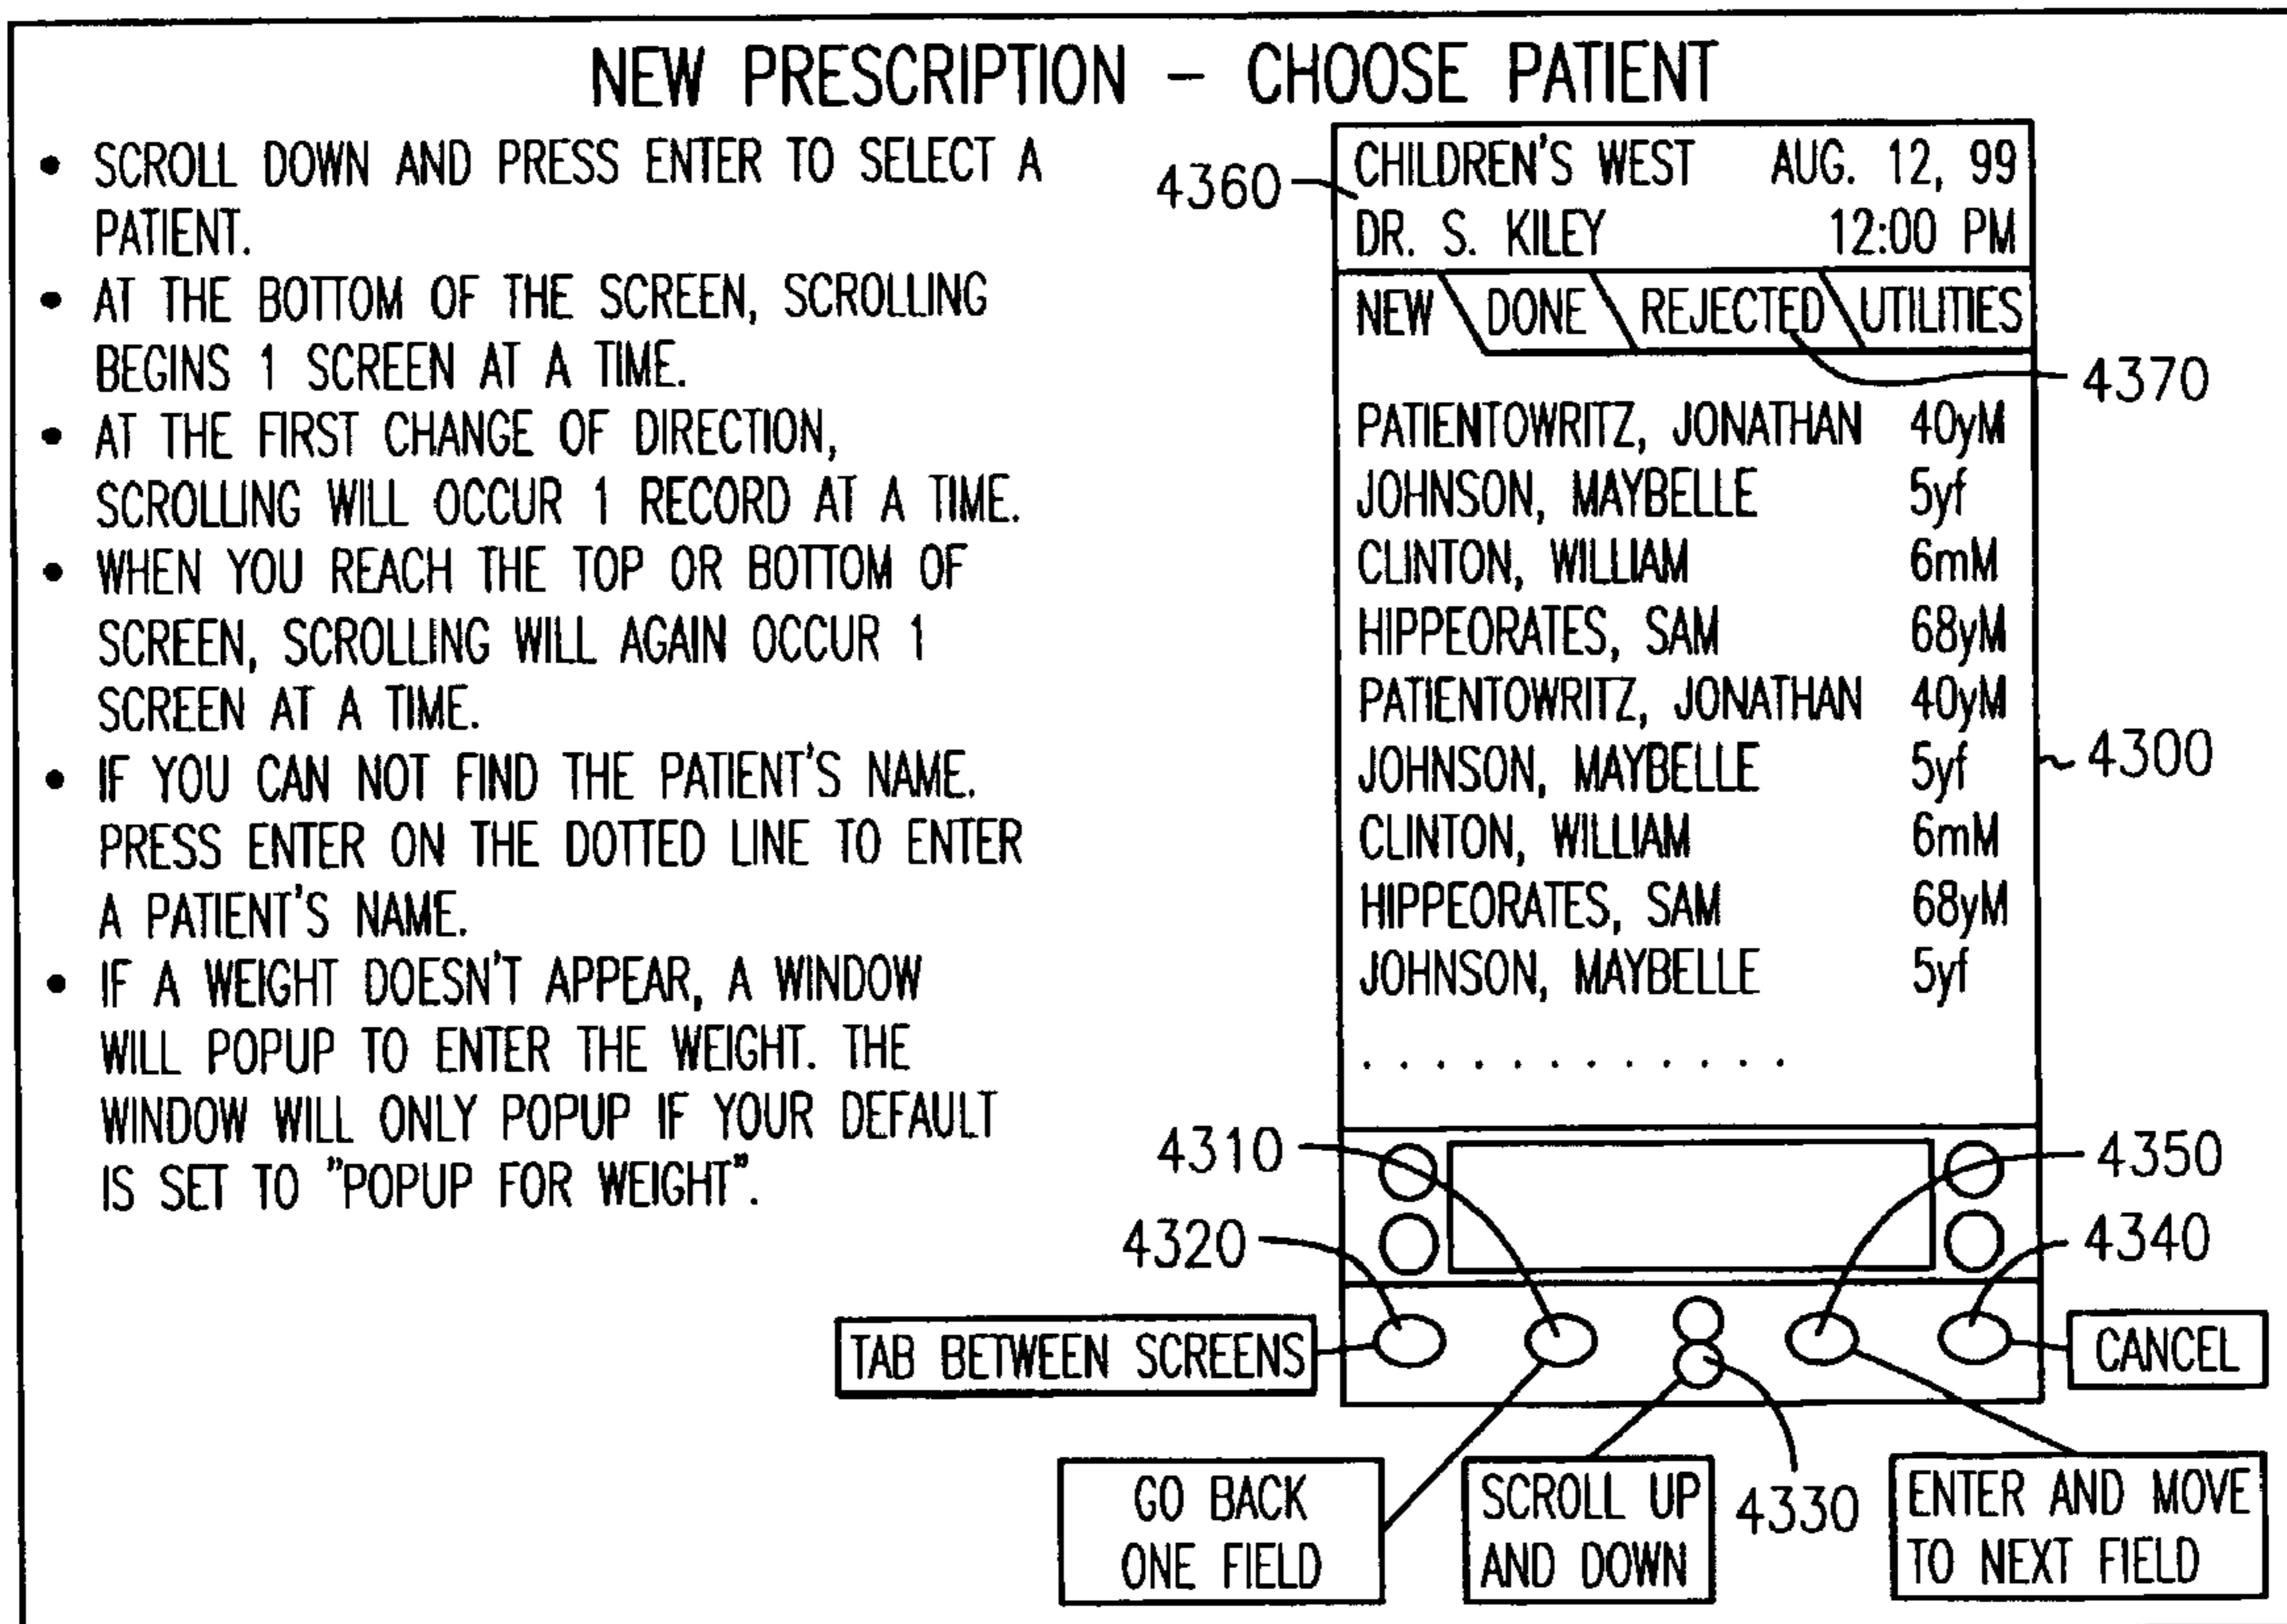 NEW PRESCRIPTION – CHOOSE PATIENT
• SCROLL DOWN AND PRESS ENTER TO SELECT A
PATIENT.
• AT THE BOTTOM OF THE SCREEN, SCROLLING
BEGINS 1 SCREEN AT A TIME.
• AT THE FIRST CHANGE OF DIRECTION,
SCROLLING WILL OCCUR 1 RECORD AT A TIME.
• WHEN YOU REACH THE TOP OR BOTTOM OF
SCREEN, SCROLLING WILL AGAIN OCCUR 1
SCREEN AT A TIME.
• IF YOU CAN NOT FIND THE PATIENT'S NAME.
PRESS ENTER ON THE DOTTED LINE TO ENTER
A PATIENT'S NAME.
• IF A WEIGHT DOESN'T APPEAR, A WINDOW
WILL POPUP TO ENTER THE WEIGHT. THE
WINDOW WILL ONLY POPUP IF YOUR DEFAULT
IS SET TO "POPUP FOR WEIGHT".
4360
CHILDREN'S WEST AUG. 12, 99
DR. S. KILEY 12:00 PM
NEW DONE REJECTED UTILITIES
4370
PATIENTOWRITZ, JONATHAN 40yM
JOHNSON, MAYBELLE 5yf
CLINTON, WILLIAM 6mM
HIPPEORATES, SAM 68yM
PATIENTOWRITZ, JONATHAN 40yM
JOHNSON, MAYBELLE 5yf
4300
CLINTON, WILLIAM 6mM
HIPPEORATES, SAM 68yM
JOHNSON, MAYBELLE 5yf
. . . . . . . . . . . .
4310
4350
4320
4340
TAB BETWEEN SCREENS
CANCEL
GO BACK
ONE FIELD
SCROLL UP
AND DOWN
4330
ENTER AND MOVE
TO NEXT FIELD